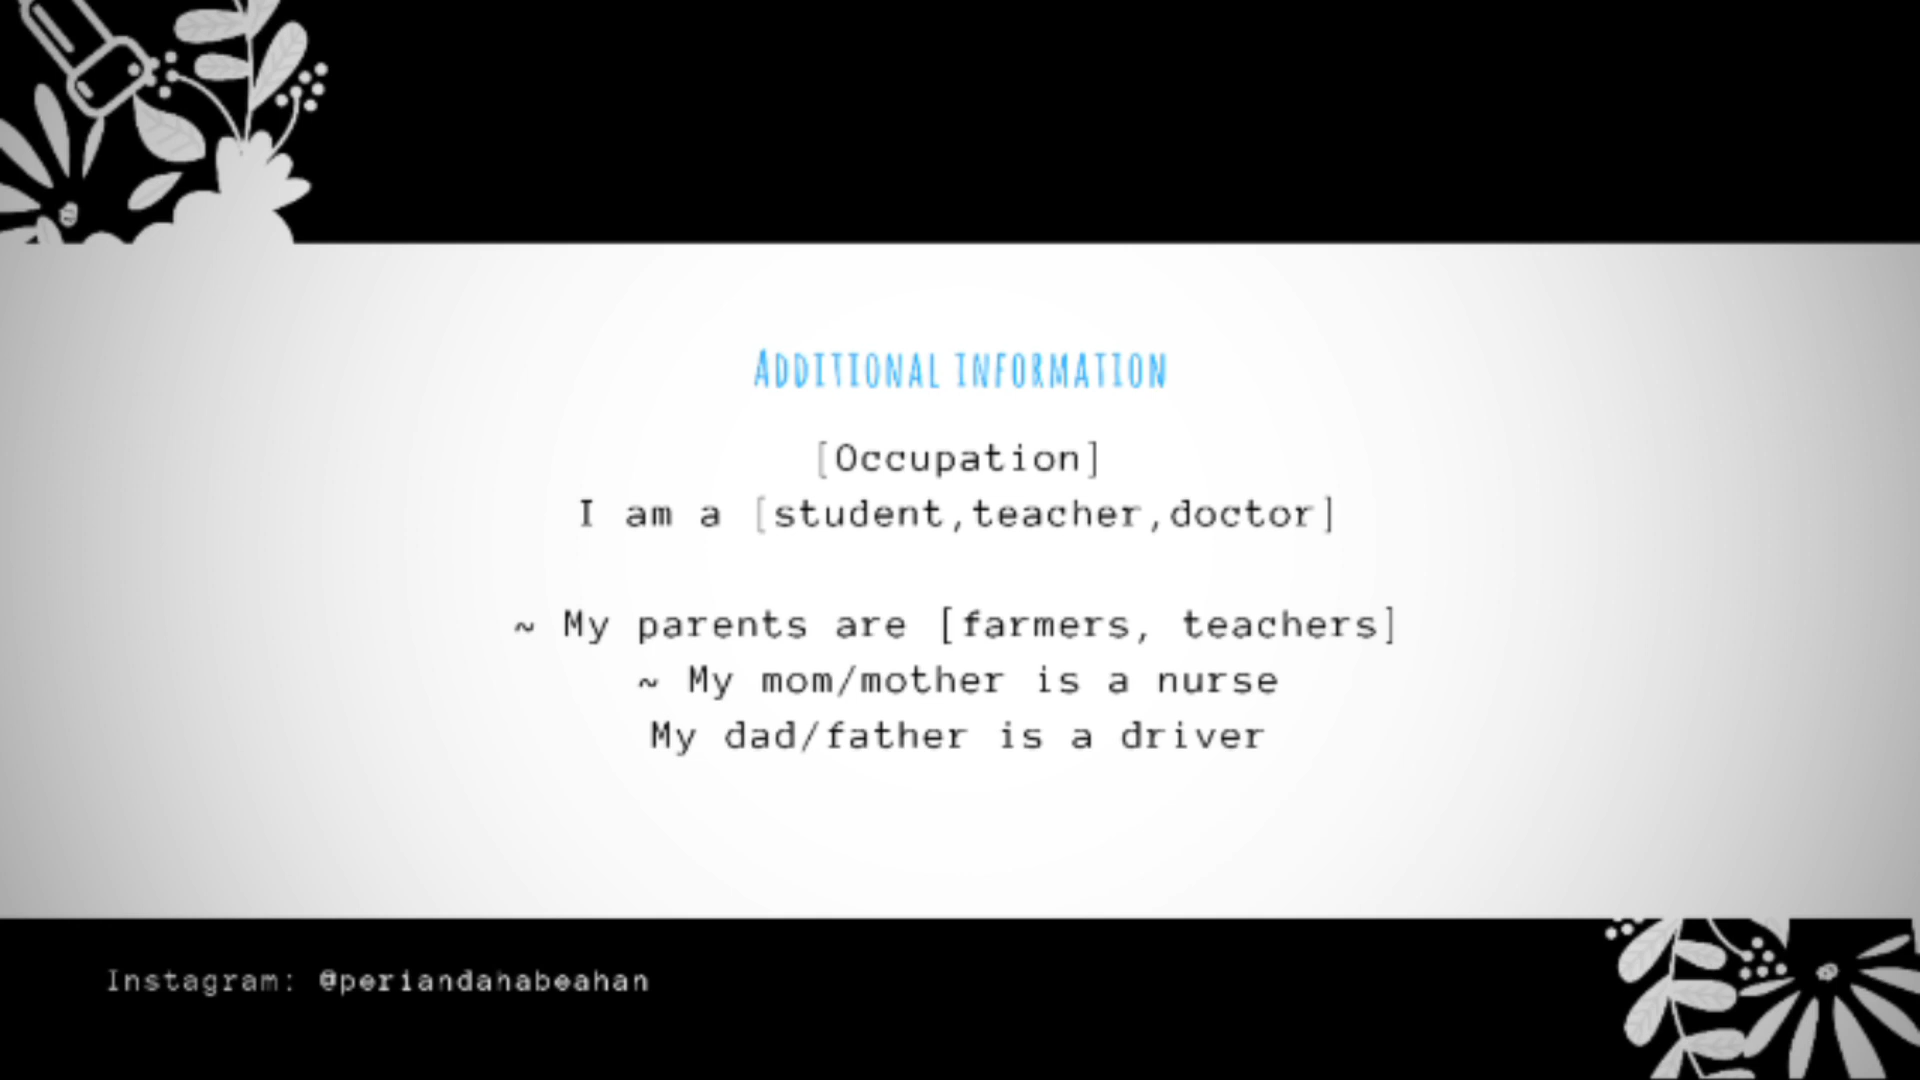 Additional information
[Occupation]
I am a [student,teacher,doctor]
~ My parents are [farmers, teachers]
~ My mom/mother is a nurse
My dad/father is a driver
Instagram: @periandahabeahan